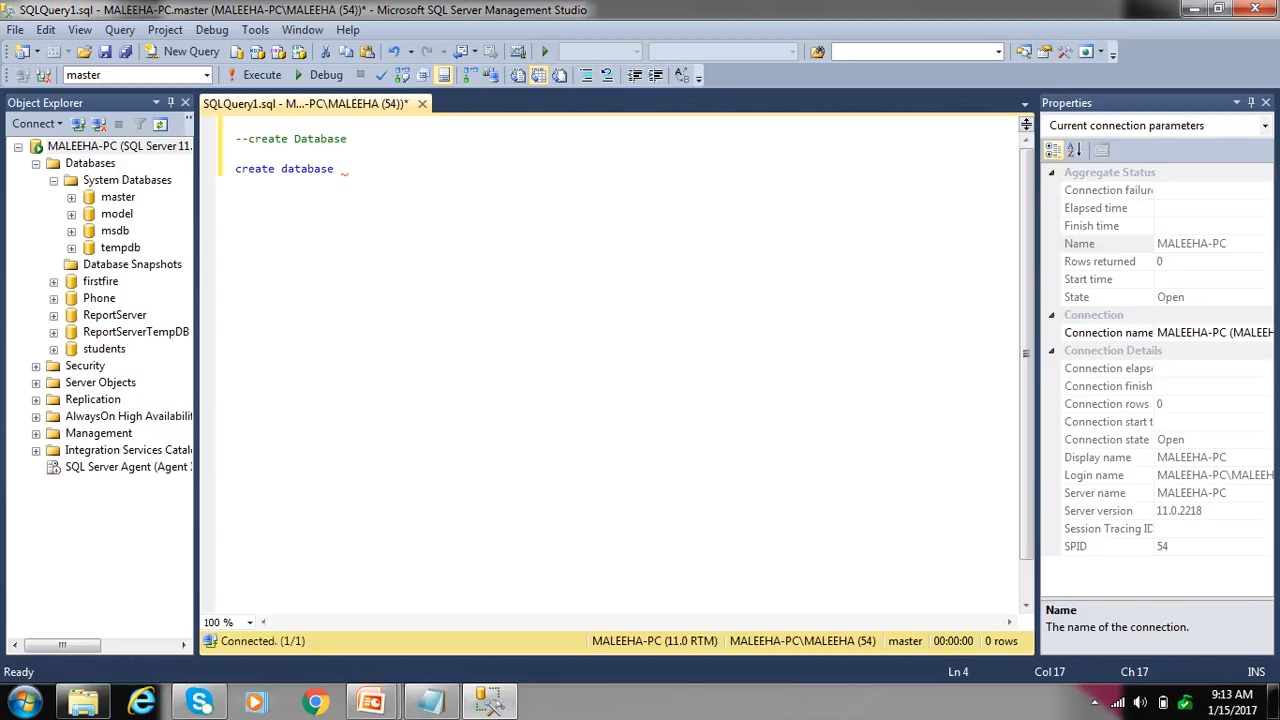 SQLQuery1.sql - MALEEHA-PC.master (MALEEHA-PC\MALEEHA (54))* - Microsoft SQL Server Management Studio
File Edit View Query Project Debug Tools Window Help
New Query
master Execute Debug
Object Explorer
Connect
MALEEHA-PC (SQL Server 11.
Databases
System Databases
master
model
msdb
tempdb
Database Snapshots
firstfire
Phone
ReportServer
ReportServerTempDB
students
Security
Server Objects
Replication
AlwaysOn High Availabilit
Management
Integration Services Catal
SQL Server Agent (Agent X
SQLQuery1.sql - M...-PC\MALEEHA (54))*
--create Database
create database
100 %
Connected. (1/1) MALEEHA-PC (11.0 RTM) MALEEHA-PC\MALEEHA (54) master 00:00:00 0 rows
Properties
Current connection parameters
Aggregate Status
Connection failure
Elapsed time
Finish time
Name MALEEHA-PC
Rows returned 0
Start time
State Open
Connection
Connection name MALEEHA-PC (MALEEH
Connection Details
Connection elapse
Connection finish
Connection rows 0
Connection start t
Connection state Open
Display name MALEEHA-PC
Login name MALEEHA-PC\MALEEH
Server name MALEEHA-PC
Server version 11.0.2218
Session Tracing ID
SPID 54
Name
The name of the connection.
Ready Ln 4 Col 17 Ch 17 INS
9:13 AM
1/15/2017